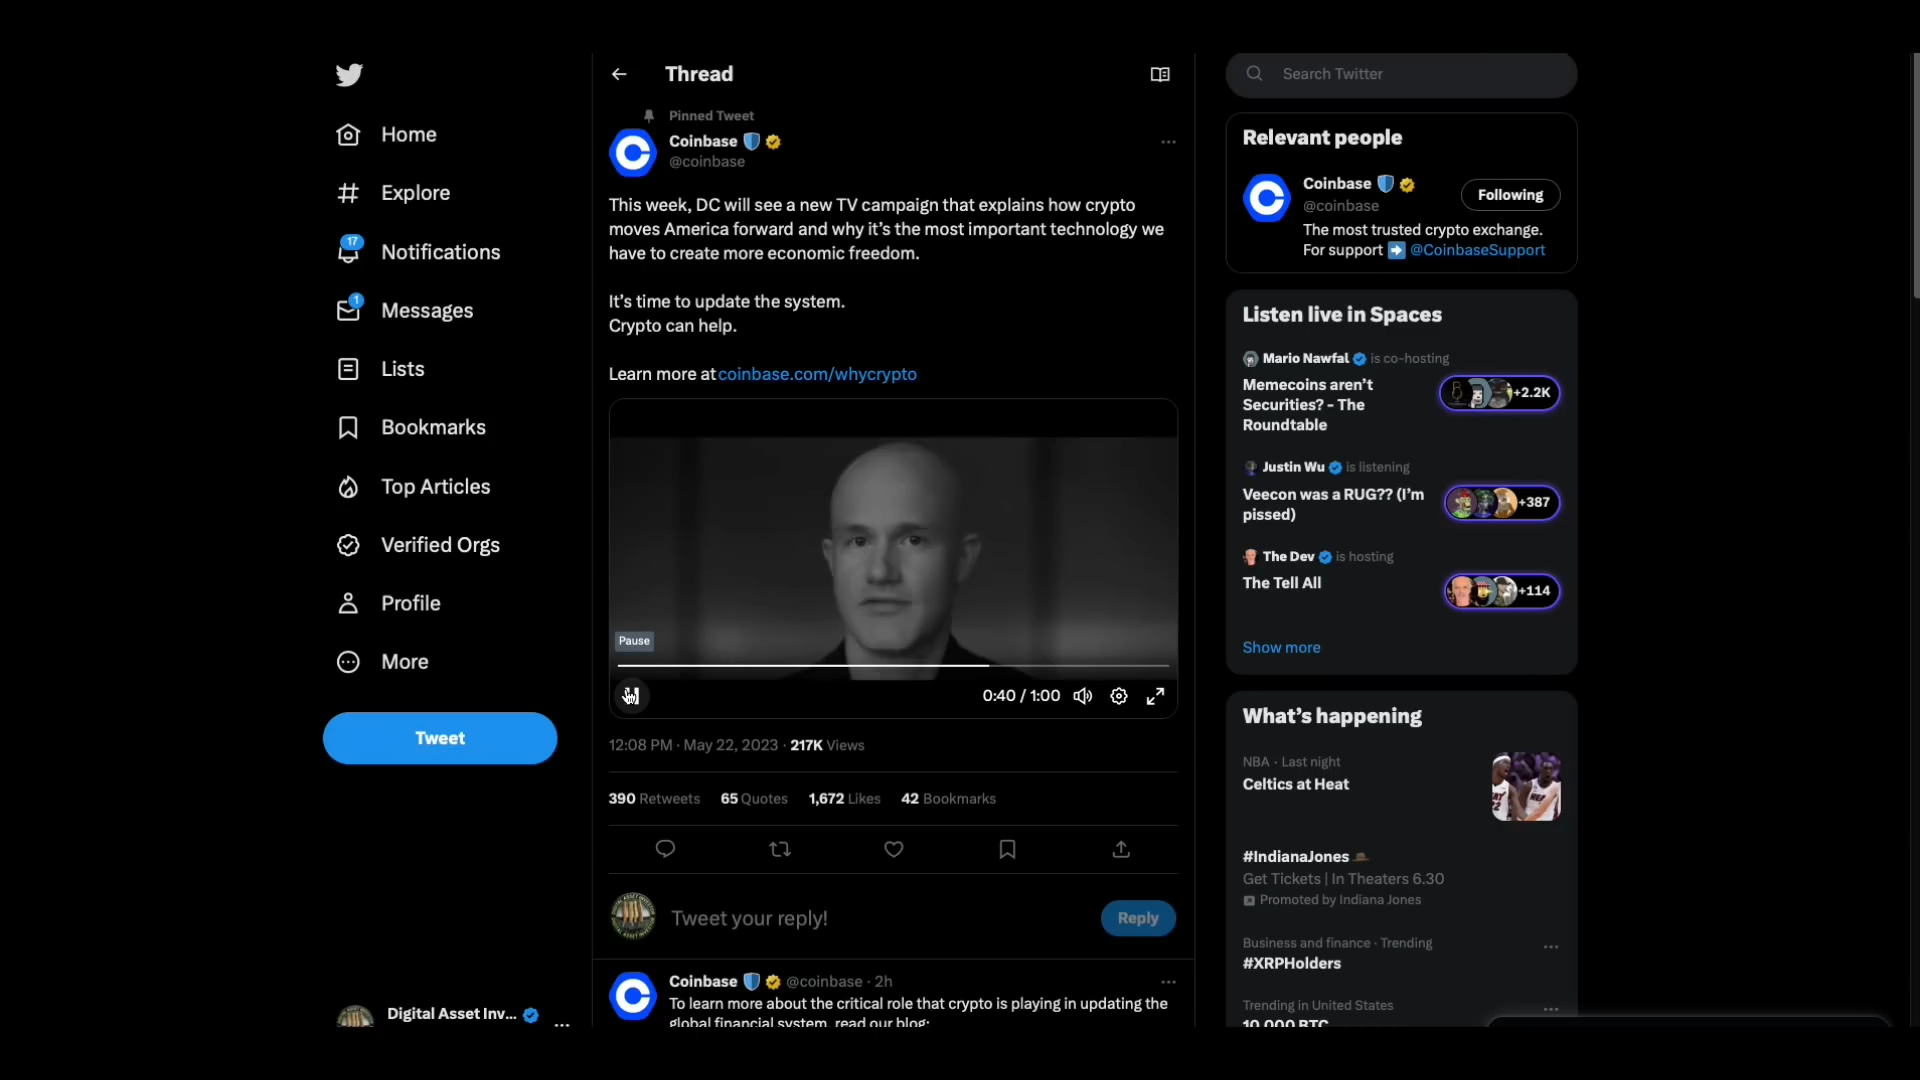 Home
Explore
17
Notifications
1
Messages
Lists
Bookmarks
Top Articles
Verified Orgs
Profile
More
Tweet
Digital Asset Inv...
Thread
Pinned Tweet
Coinbase
@coinbase
This week, DC will see a new TV campaign that explains how crypto
moves America forward and why it's the most important technology we
have to create more economic freedom.
It's time to update the system.
Crypto can help.
Learn more at coinbase.com/whycrypto
Pause
0:40 / 1:00
12:08 PM · May 22, 2023 · 217K Views
390 Retweets 65 Quotes 1,672 Likes 42 Bookmarks
Tweet your reply!
Reply
Coinbase @coinbase · 2h
To learn more about the critical role that crypto is playing in updating the
global financial system, read our blog:
Search Twitter
Relevant people
Coinbase
@coinbase
Following
The most trusted crypto exchange.
For support @CoinbaseSupport
Listen live in Spaces
Mario Nawfal is co-hosting
Memecoins aren't
Securities? - The
Roundtable
+2.2K
Justin Wu is listening
Veecon was a RUG?? (I'm
pissed)
+387
The Dev is hosting
The Tell All
+114
Show more
What's happening
NBA · Last night
Celtics at Heat
#IndianaJones
Get Tickets | In Theaters 6.30
Promoted by Indiana Jones
Business and finance · Trending
#XRPHolders
Trending in United States
10,000 BTC